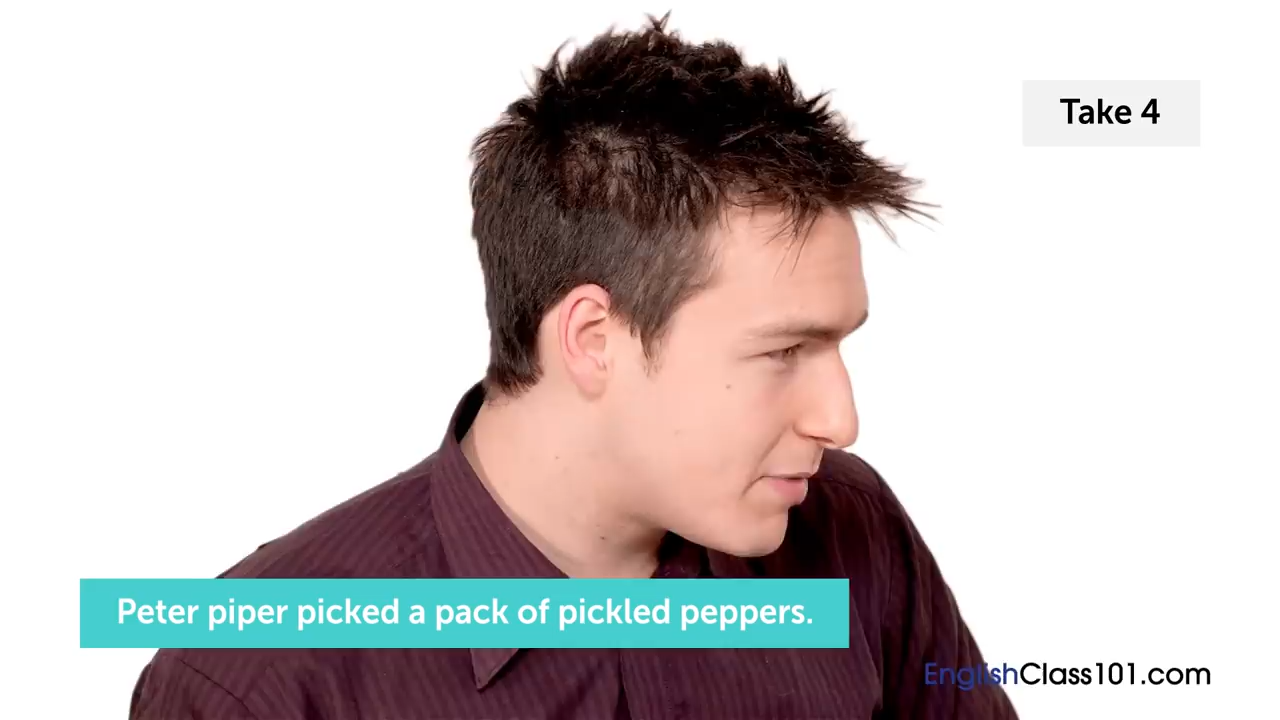 Take 4
Peter piper picked a pack of pickled peppers.
EnglishClass101.com